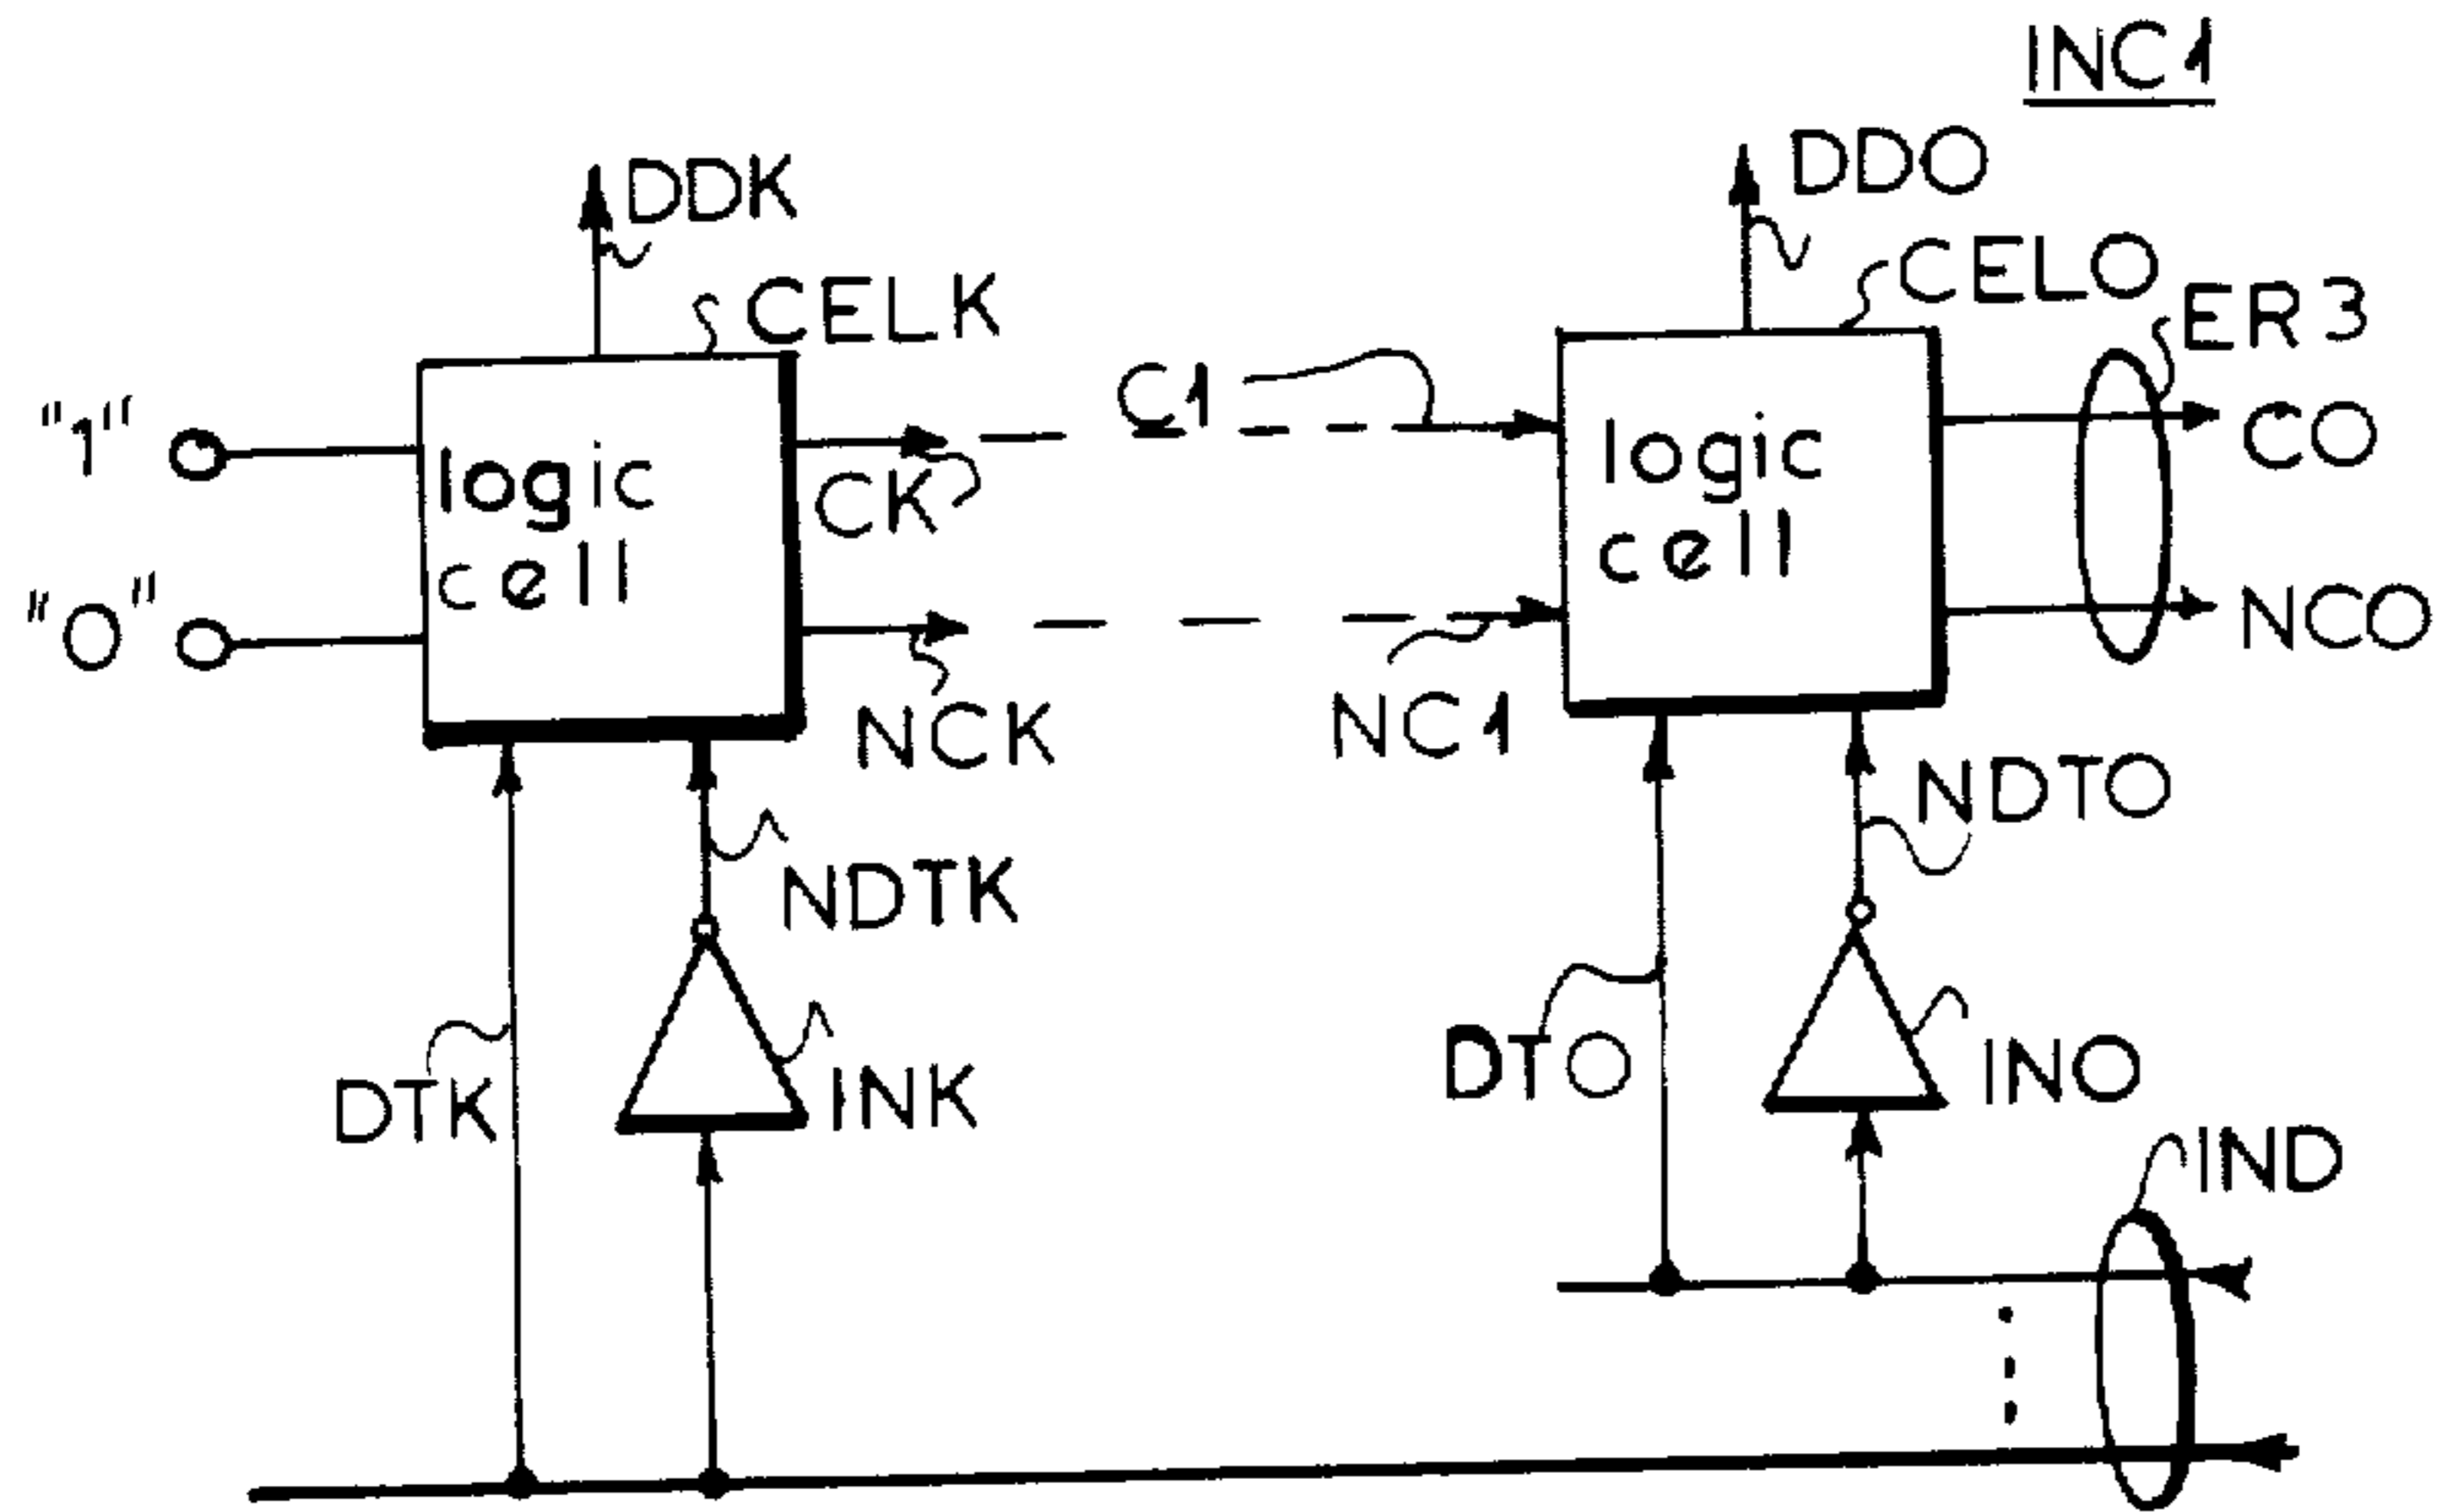 INC1
DDK
DDO
CELK
CELO
ER3
"1"
C1
CO
logic
cell
CK
logic
cell
"0"
NCK
NC1
NCO
NDTK
NDTO
DTK
INK
DTO
INO
IND